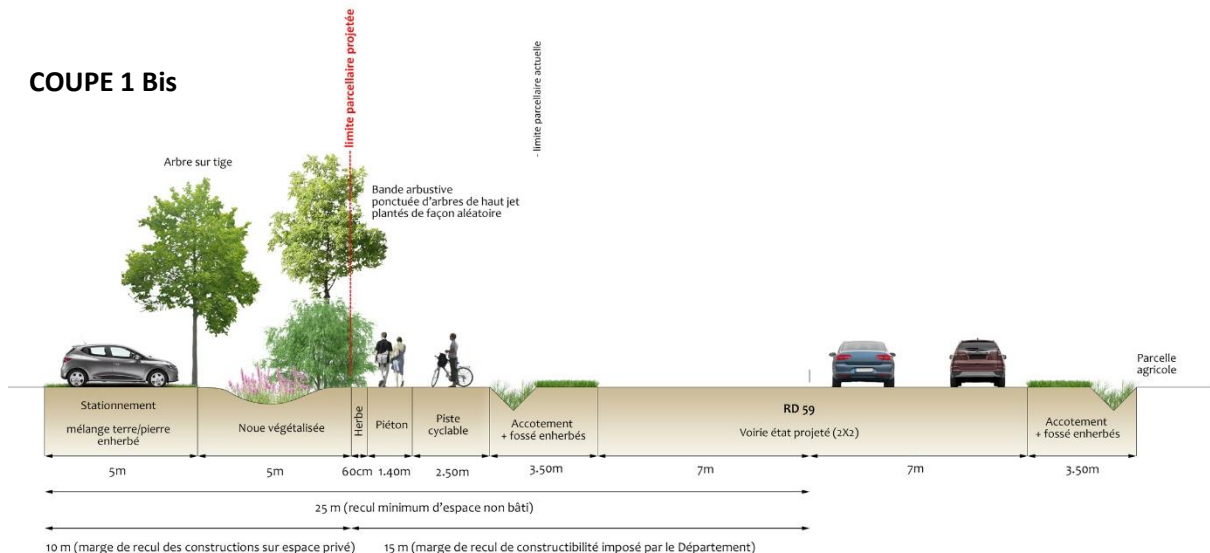 COUPE 1 Bis
limite parcellaire projetée
- limite parcellaire actuelle
Arbre sur tige
Bande arbustive
ponctuée d'arbres de haut jet
plantés de façon aléatoire
Parcelle
agricole
Stationnement
mélange terre/pierre
enherbé
Noue végétalisée
Herbe
Piéton
Piste
cyclable
Accotement
+ fossé enherbés
RD 59
Voirie état projeté (2X2)
Accotement
+ fossé enherbés
5m
5m
60cm
1.40m
2.50m
3.50m
7m
7m
3.50m
25 m (recul minimum d'espace non bâti)
10 m (marge de recul des constructions sur espace privé)
15 m (marge de recul de constructibilité imposé par le Département)